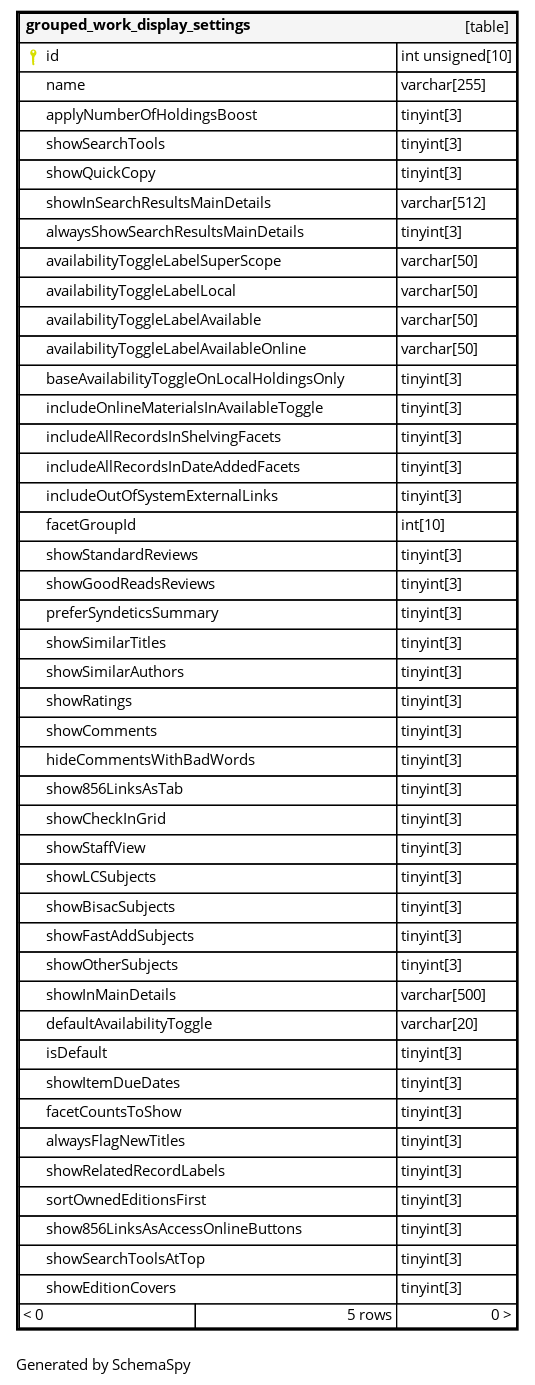 grouped_work_display_settings [table]
id int unsigned[10]
name varchar[255]
applyNumberOfHoldingsBoost tinyint[3]
showSearchTools tinyint[3]
showQuickCopy tinyint[3]
showInSearchResultsMainDetails varchar[512]
alwaysShowSearchResultsMainDetails tinyint[3]
availabilityToggleLabelSuperScope varchar[50]
availabilityToggleLabelLocal varchar[50]
availabilityToggleLabelAvailable varchar[50]
availabilityToggleLabelAvailableOnline varchar[50]
baseAvailabilityToggleOnLocalHoldingsOnly tinyint[3]
includeOnlineMaterialsInAvailableToggle tinyint[3]
includeAllRecordsInShelvingFacets tinyint[3]
includeAllRecordsInDateAddedFacets tinyint[3]
includeOutOfSystemExternalLinks tinyint[3]
facetGroupId int[10]
showStandardReviews tinyint[3]
showGoodReadsReviews tinyint[3]
preferSyndeticsSummary tinyint[3]
showSimilarTitles tinyint[3]
showSimilarAuthors tinyint[3]
showRatings tinyint[3]
showComments tinyint[3]
hideCommentsWithBadWords tinyint[3]
show856LinksAsTab tinyint[3]
showCheckInGrid tinyint[3]
showStaffView tinyint[3]
showLCSubjects tinyint[3]
showBisacSubjects tinyint[3]
showFastAddSubjects tinyint[3]
showOtherSubjects tinyint[3]
showInMainDetails varchar[500]
defaultAvailabilityToggle varchar[20]
isDefault tinyint[3]
showItemDueDates tinyint[3]
facetCountsToShow tinyint[3]
alwaysFlagNewTitles tinyint[3]
showRelatedRecordLabels tinyint[3]
sortOwnedEditionsFirst tinyint[3]
show856LinksAsAccessOnlineButtons tinyint[3]
showSearchToolsAtTop tinyint[3]
showEditionCovers tinyint[3]
< 0 5 rows 0 >
Generated by SchemaSpy